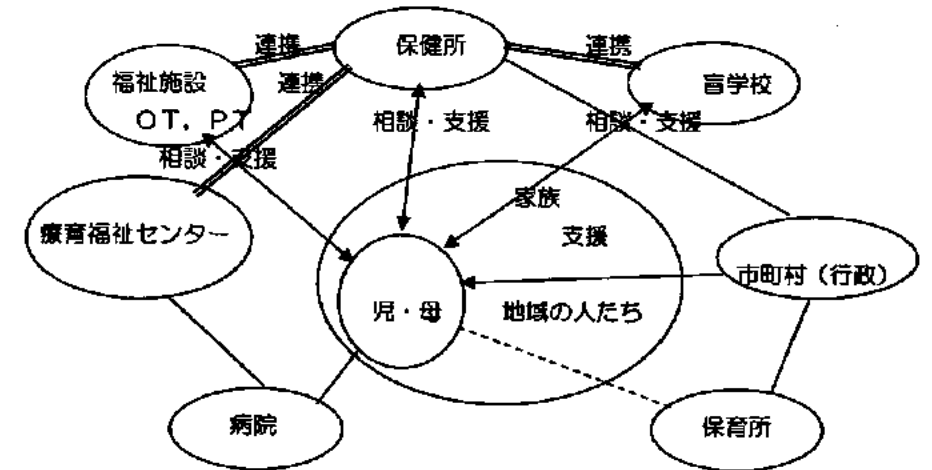 連携
保健所
連携
福祉施設
OT，PT
連携
盲学校
相談・支援
相談・支援
相談・支援
家族
療育福祉センター
支援
市町村（行政）
児・母
地域の人たち
病院
保育所